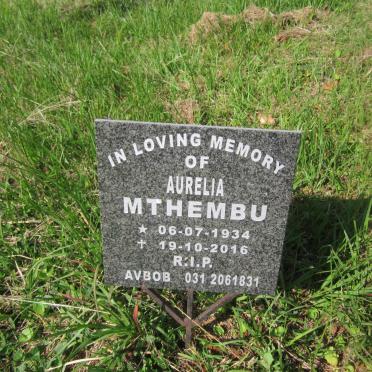 IN LOVING MEMORY
OF
AURELIA
MTHEMBU
★ 06-07-1934
✝ 19-10-2016
R.I.P.
AVBOB 031 2061831